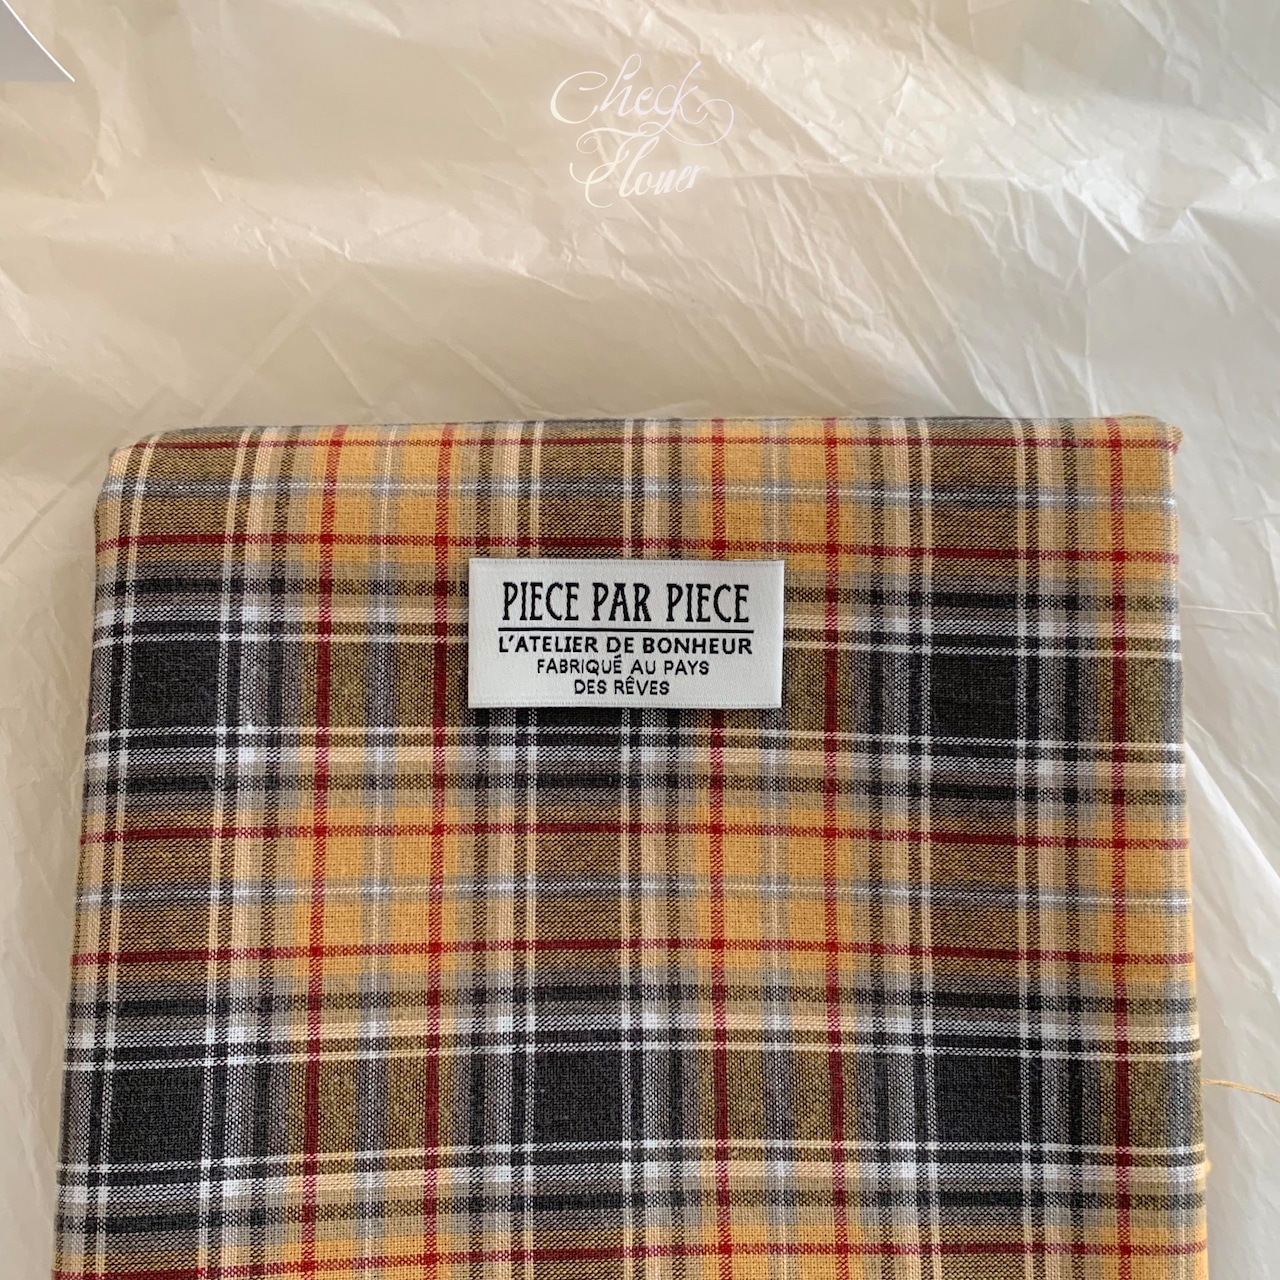 Check
Flower
PIECE PAR PIECE
L'ATELIER DE BONHEUR
FABRIQUÉ AU PAYS
DES RÊVES